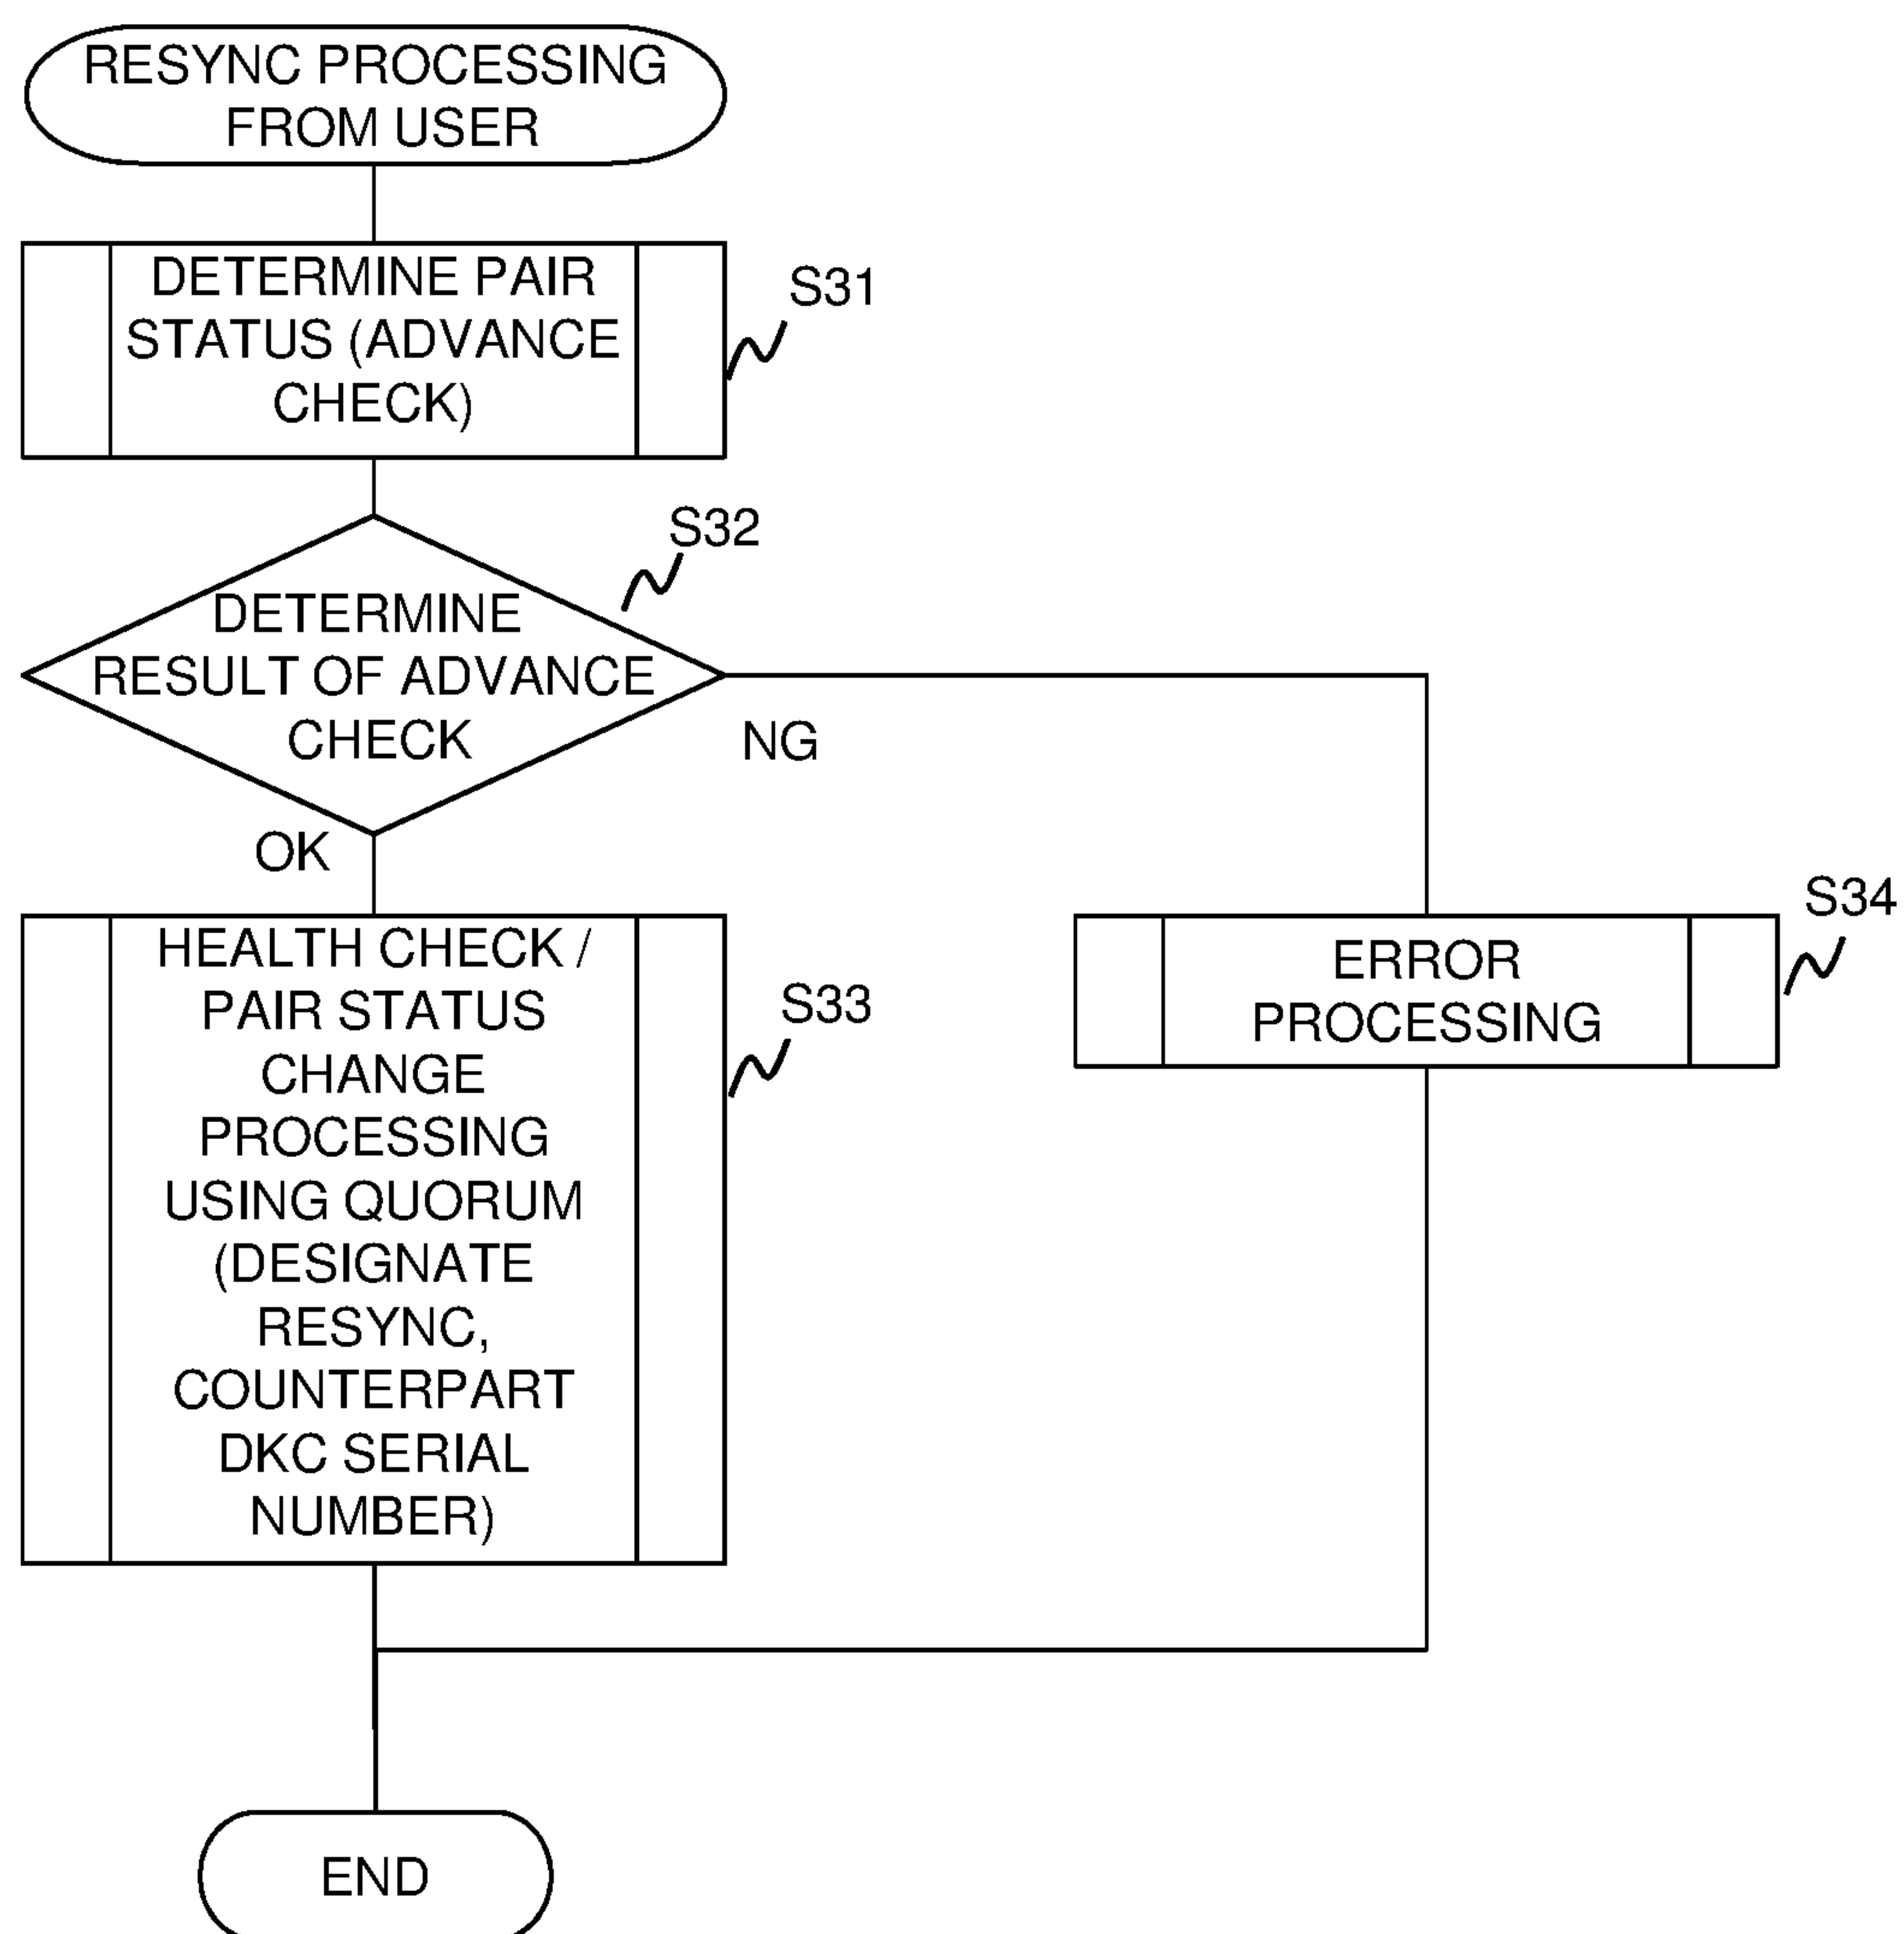 RESYNC PROCESSING
FROM USER
DETERMINE PAIR
STATUS (ADVANCE
CHECK)
S31
S32
DETERMINE
RESULT OF ADVANCE
CHECK
NG
OK
HEALTH CHECK /
PAIR STATUS
CHANGE
PROCESSING
USING QUORUM
(DESIGNATE
RESYNC,
COUNTERPART
DKC SERIAL
NUMBER)
S33
S34
ERROR
PROCESSING
END